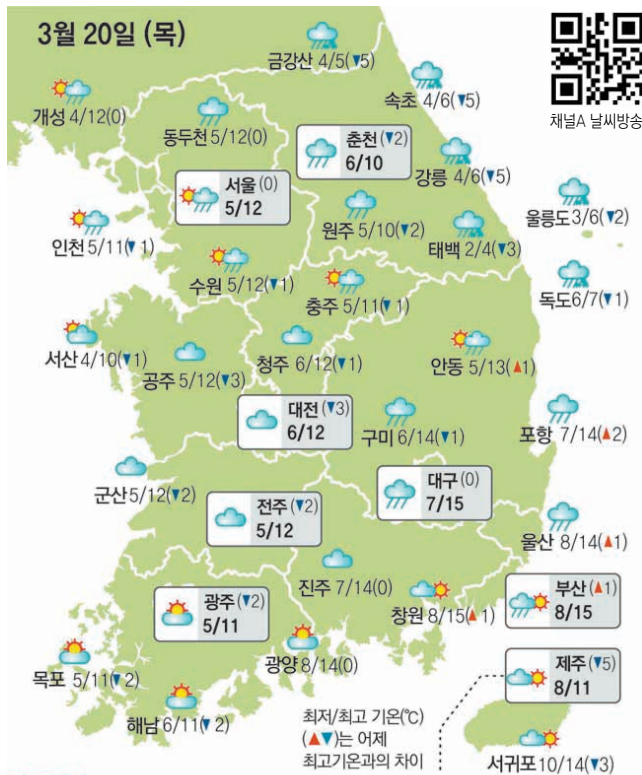 3월 20일 (목)
채널A 날씨방송
금강산 4/5(▼5)
속초 4/6(▼5)
개성 4/12(0)
동두천 5/12(0)
춘천 (▼2)
6/10
강릉 4/6(▼5)
서울 (0)
5/12
울릉도 3/6(▼2)
인천 5/11(▼1)
원주 5/10(▼2)
태백 2/4(▼3)
수원 5/12(▼1)
충주 5/11(▼1)
독도 6/7(▼1)
서산 4/10(▼1)
공주 5/12(▼3)
청주 6/12(▼1)
안동 5/13(▲1)
대전 (▼3)
6/12
구미 6/14(▼1)
포항 7/14(▲2)
군산 5/12(▼2)
전주 (▼2)
5/12
대구 (0)
7/15
울산 8/14(▲1)
진주 7/14(0)
창원 8/15(▲1)
부산 (▲1)
8/15
광주 (▼2)
5/11
목포 5/11(▼2)
광양 8/14(0)
제주 (▼5)
8/11
해남 6/11(▼2)
최저/최고 기온(℃)
(▲▼)는 어제
최고기온과의 차이
서귀포 10/14(▼3)